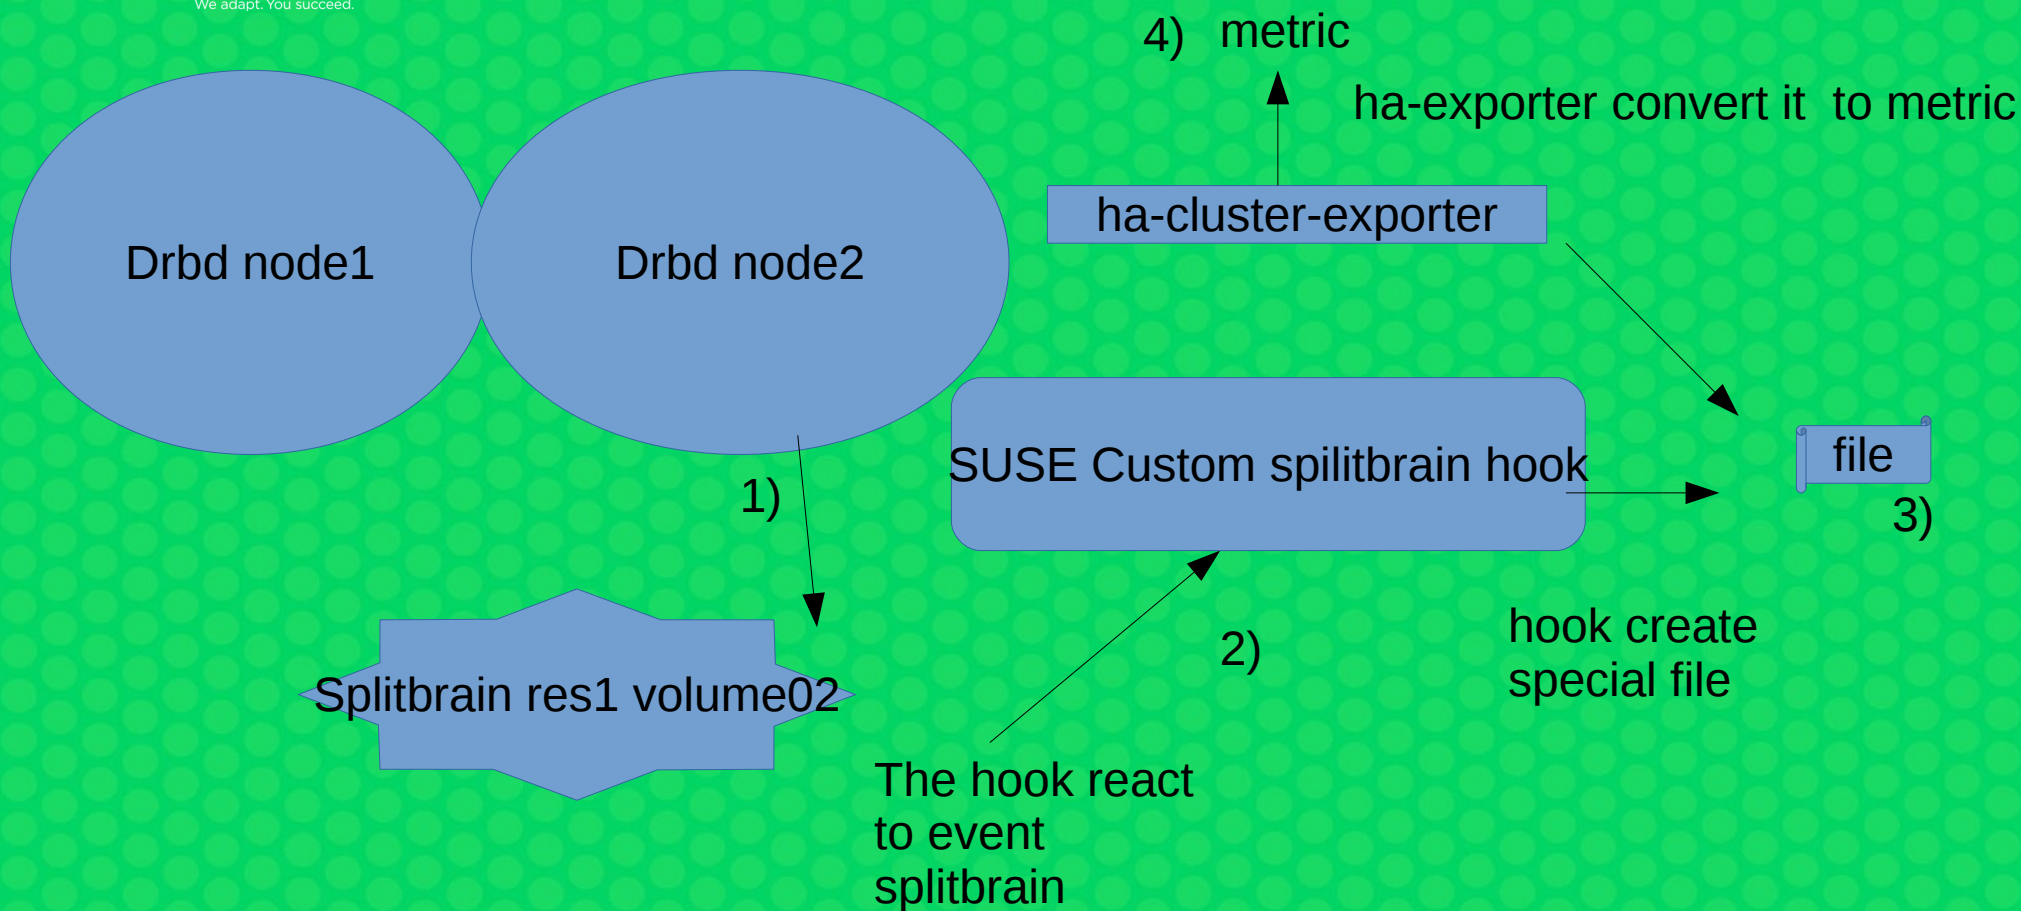 We adapt. You succeed.
4) metric
ha-exporter convert it  to metric
ha-cluster-exporter
Drbd node1
Drbd node2
SUSE Custom spilitbrain hook
file
3)
1)
Splitbrain res1 volume02
2)
hook create
special file
The hook react
to event
splitbrain